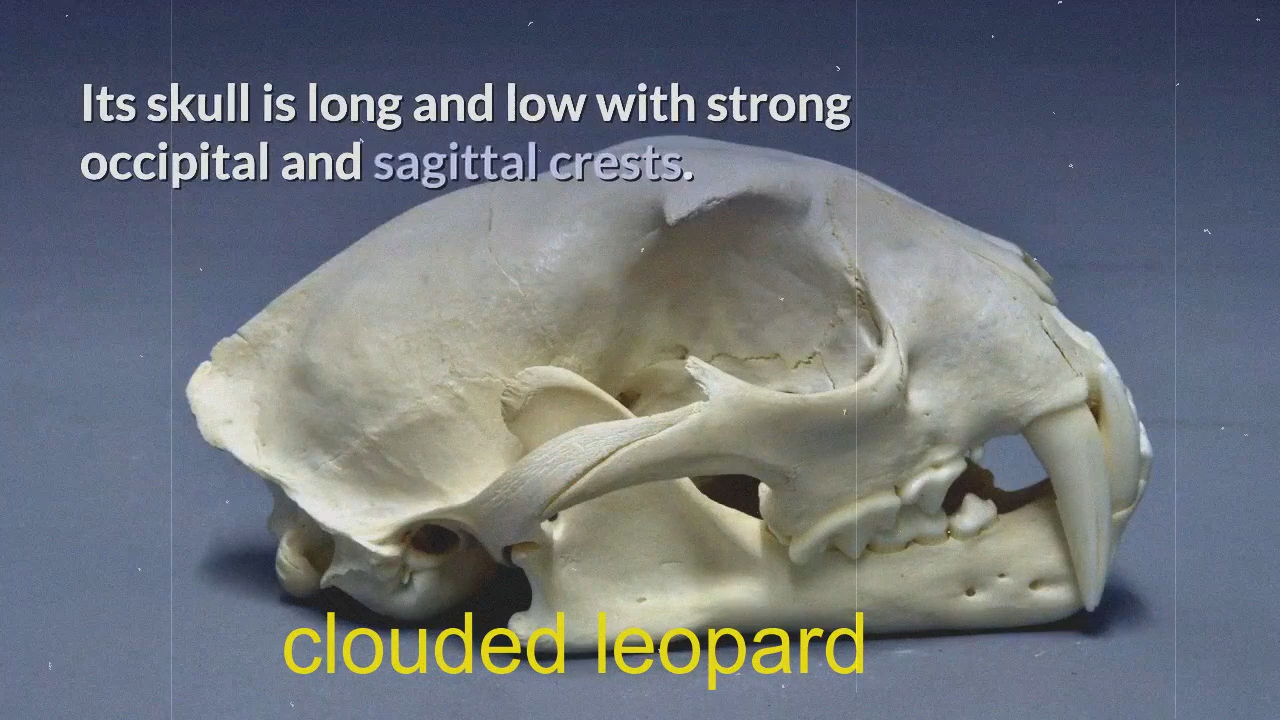 Its skull is long and low with strong
occipital and sagittal crests.
clouded leopard